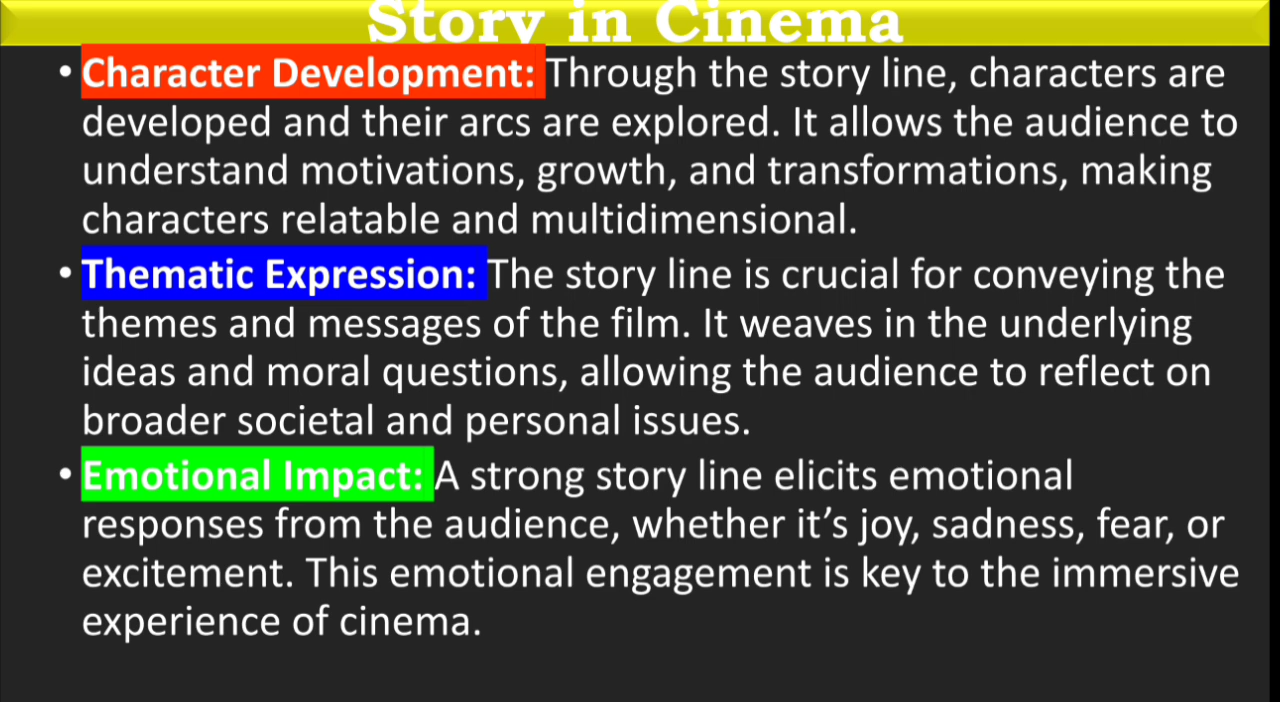 Story in Cinema
• Character Development: Through the story line, characters are
developed and their arcs are explored. It allows the audience to
understand motivations, growth, and transformations, making
characters relatable and multidimensional.
• Thematic Expression: The story line is crucial for conveying the
themes and messages of the film. It weaves in the underlying
ideas and moral questions, allowing the audience to reflect on
broader societal and personal issues.
• Emotional Impact: A strong story line elicits emotional
responses from the audience, whether it’s joy, sadness, fear, or
excitement. This emotional engagement is key to the immersive
experience of cinema.